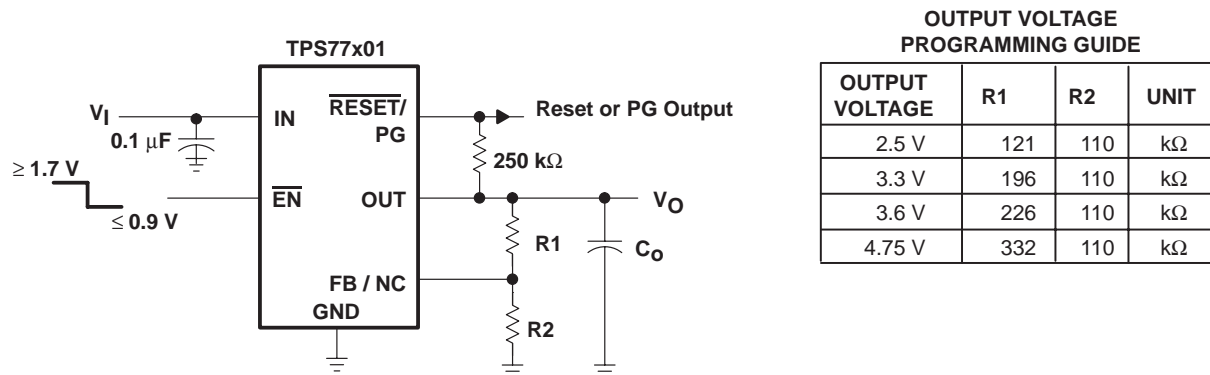 TPS77x01
V_I
0.1 μF
≥ 1.7 V
≤ 0.9 V
IN
EN
RESET/
PG
OUT
FB / NC
GND
Reset or PG Output
250 kΩ
V_O
R1
C_o
R2
OUTPUT VOLTAGE
PROGRAMMING GUIDE
OUTPUT
VOLTAGE R1 R2 UNIT
2.5 V 121 110 kΩ
3.3 V 196 110 kΩ
3.6 V 226 110 kΩ
4.75 V 332 110 kΩ